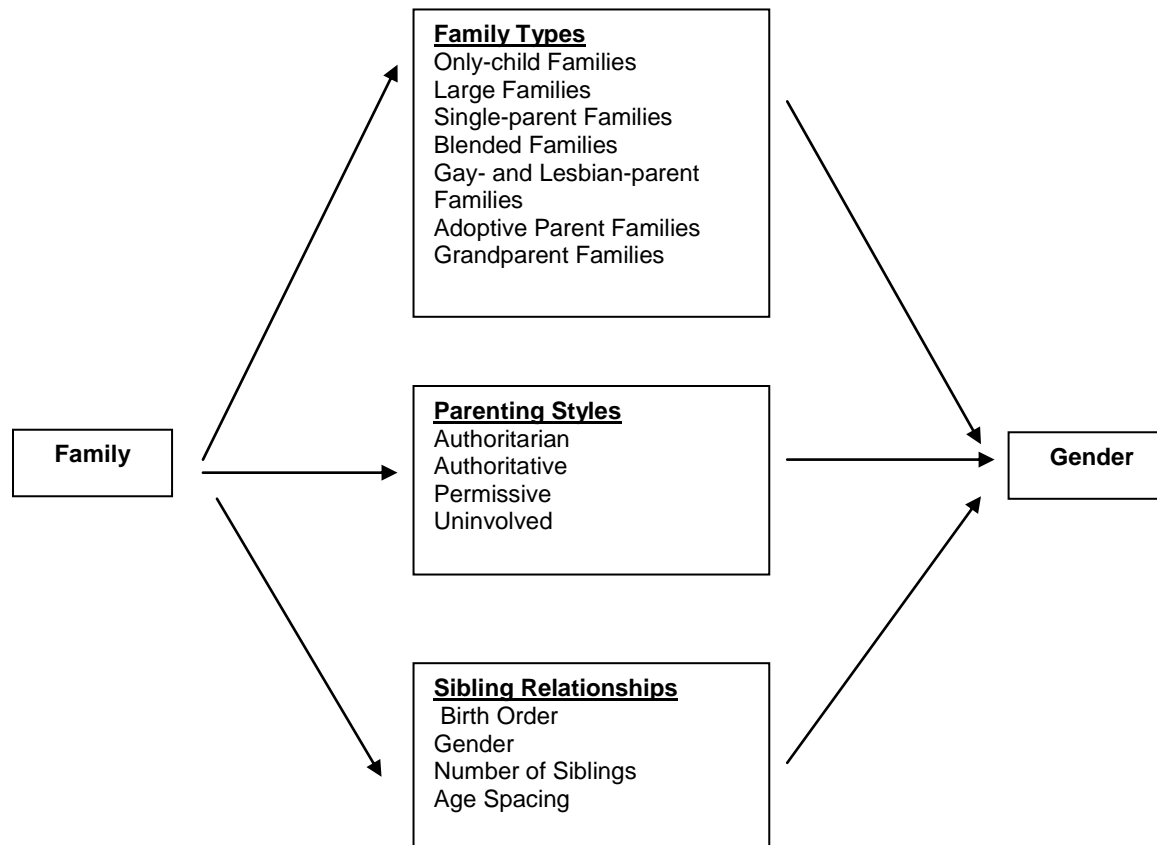 Family Types
Only-child Families
Large Families
Single-parent Families
Blended Families
Gay- and Lesbian-parent
Families
Adoptive Parent Families
Grandparent Families
Family
Parenting Styles
Authoritarian
Authoritative
Permissive
Uninvolved
Gender
Sibling Relationships
Birth Order
Gender
Number of Siblings
Age Spacing